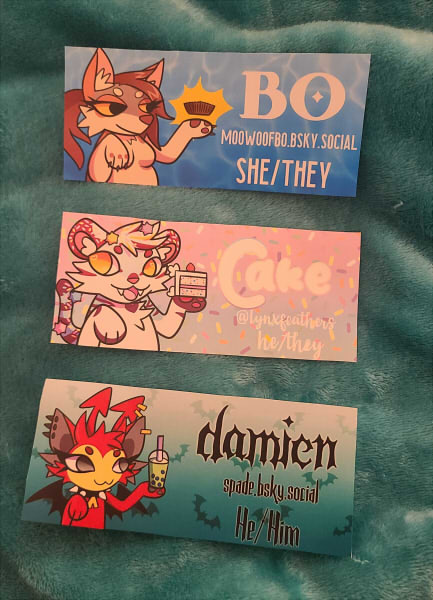 BO
MOOWOOFBO.BSKY.SOCIAL
SHE/THEY
Cake
@lynxfeathers
he/they
damien
spade.bsky.social
He/Him